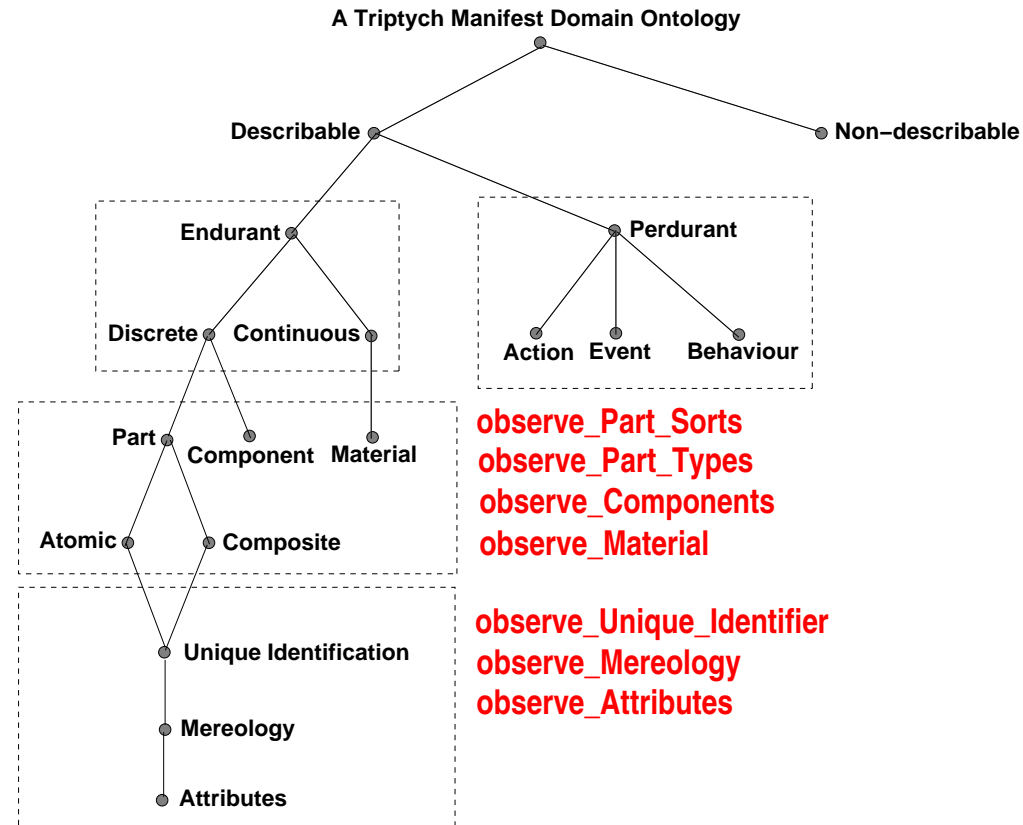 A Triptych Manifest Domain Ontology
Describable
Non−describable
Endurant
Perdurant
Discrete
Continuous
Action
Event
Behaviour
Part
Component
Material
observe_Part_Sorts
observe_Part_Types
observe_Components
observe_Material
Atomic
Composite
Unique Identification
Mereology
Attributes
observe_Unique_Identifier
observe_Mereology
observe_Attributes